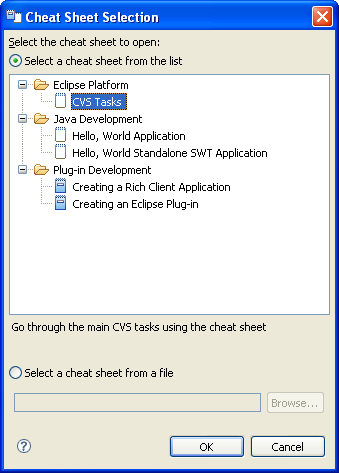 Cheat Sheet Selection
Select the cheat sheet to open:
Select a cheat sheet from the list
Eclipse Platform
CVS Tasks
Java Development
Hello, World Application
Hello, World Standalone SWT Application
Plug-in Development
Creating a Rich Client Application
Creating an Eclipse Plug-in
Go through the main CVS tasks using the cheat sheet
Select a cheat sheet from a file
Browse...
?
OK
Cancel